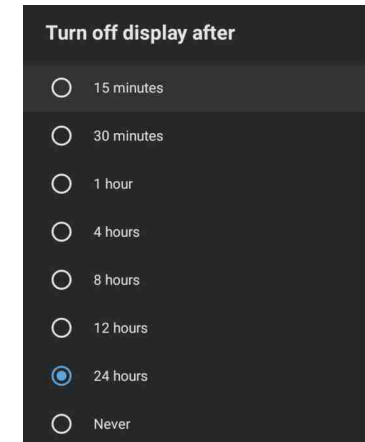 Turn off display after
15 minutes
30 minutes
1 hour
4 hours
8 hours
12 hours
24 hours
Never